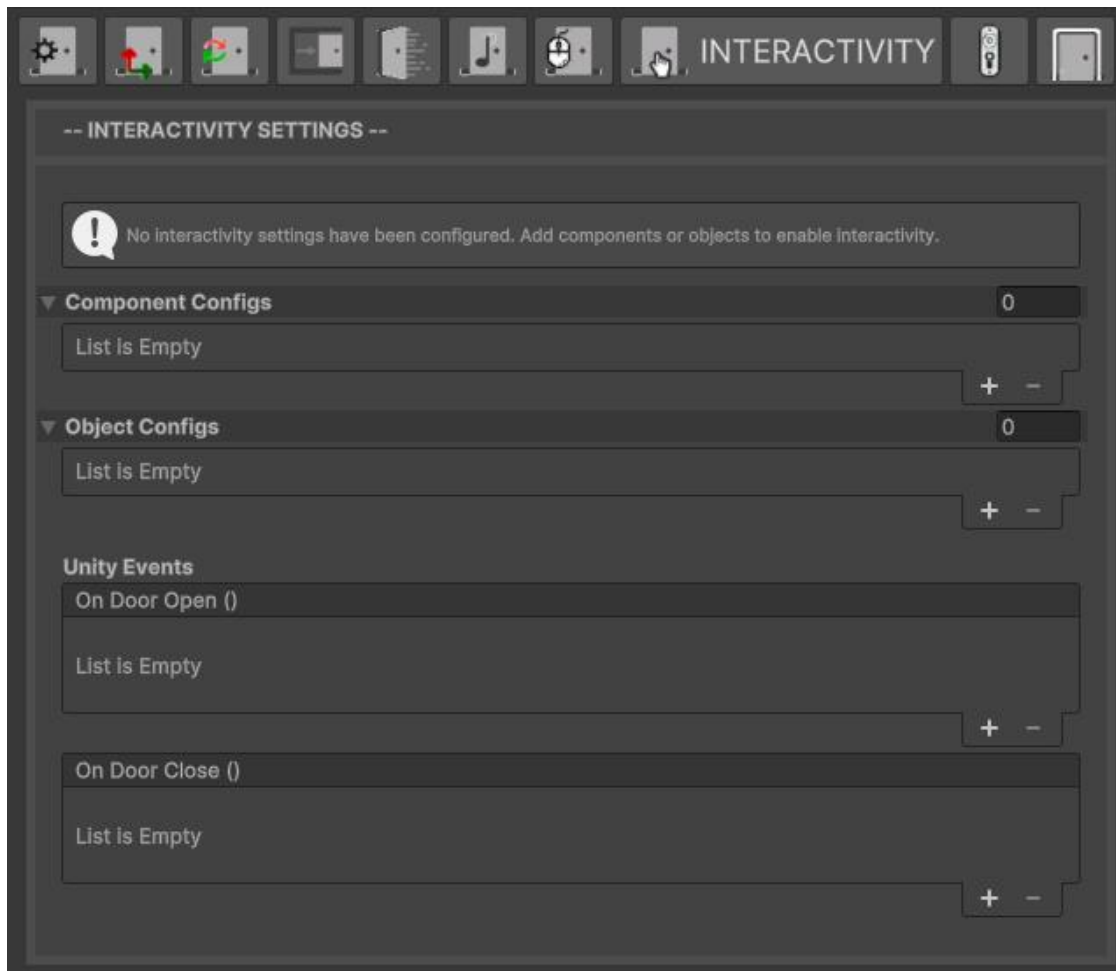 INTERACTIVITY
-- INTERACTIVITY SETTINGS --
No interactivity settings have been configured. Add components or objects to enable interactivity.
Component Configs 0
List is Empty
+ −
Object Configs 0
List is Empty
+ −
Unity Events
On Door Open ()
List is Empty
+ −
On Door Close ()
List is Empty
+ −